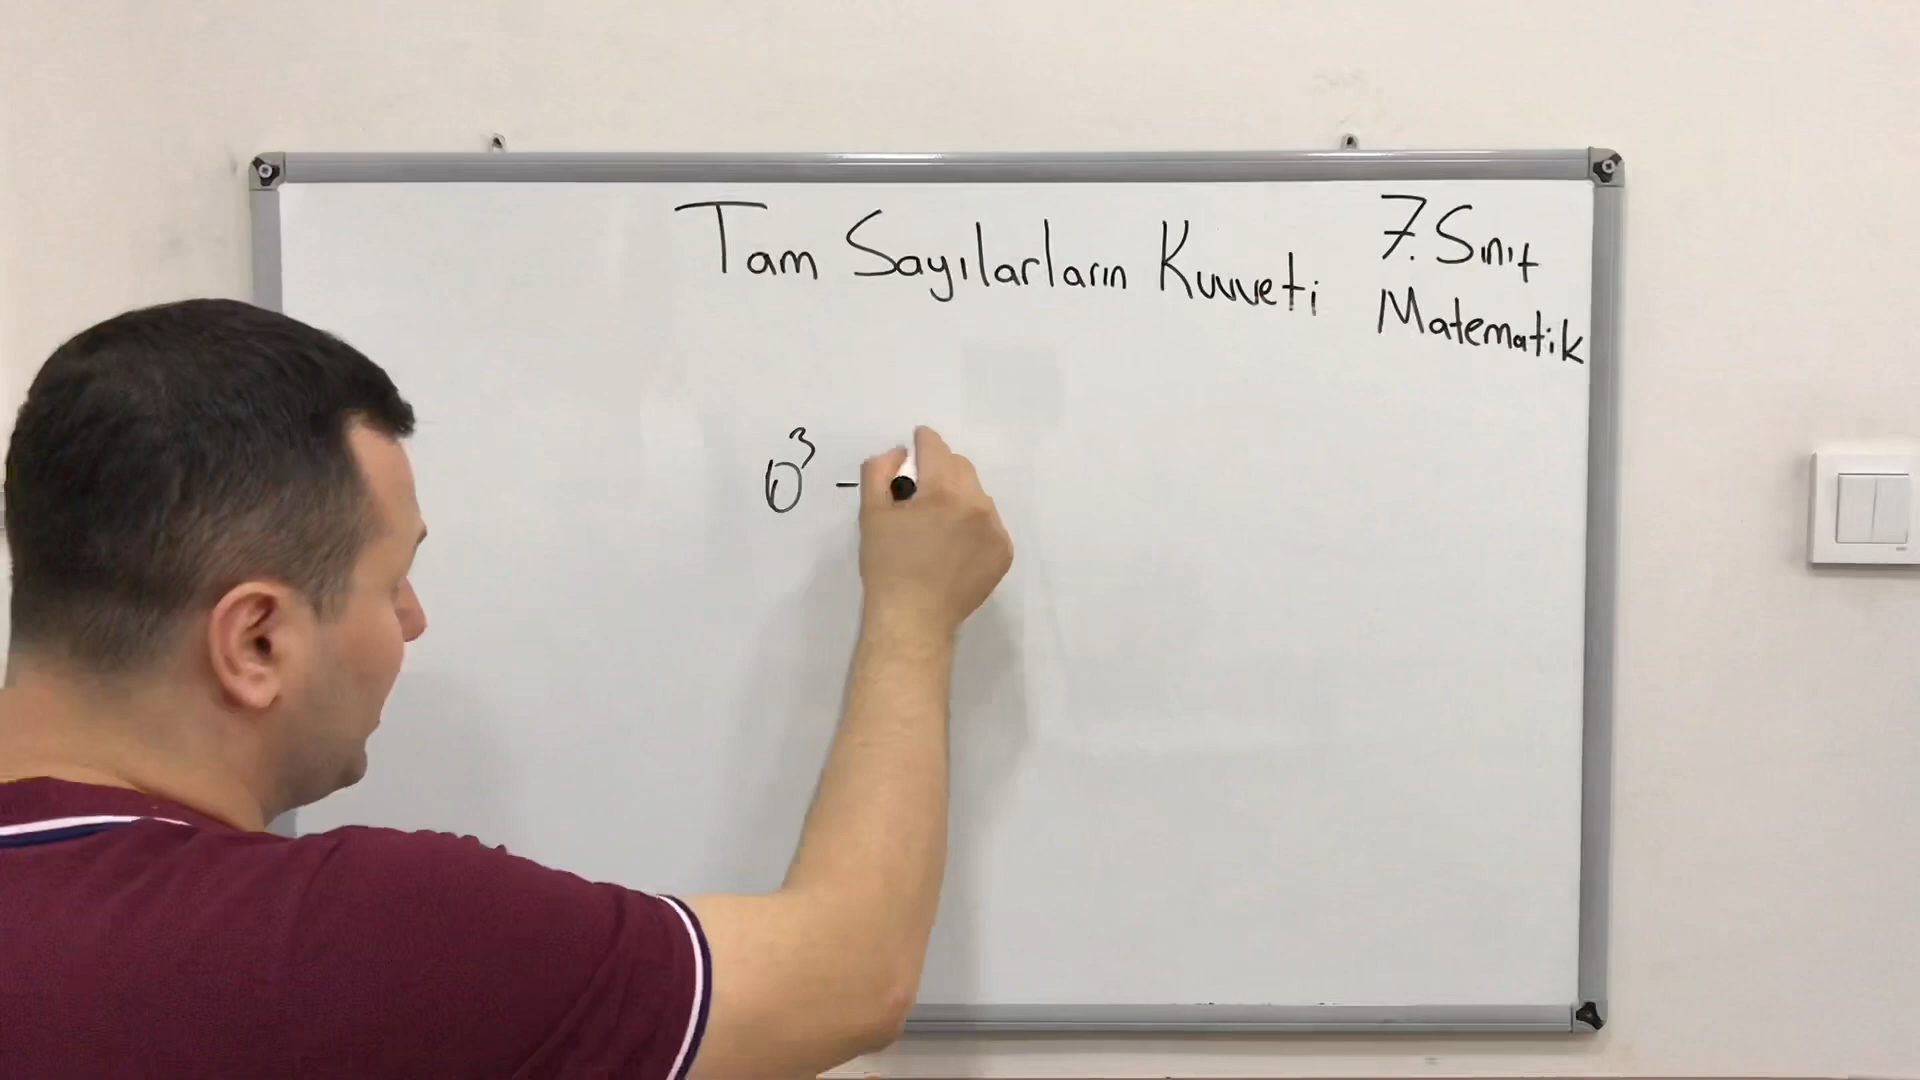 Tam Sayılarların Kuvveti
7. Sınıf
Matematik
0³ -